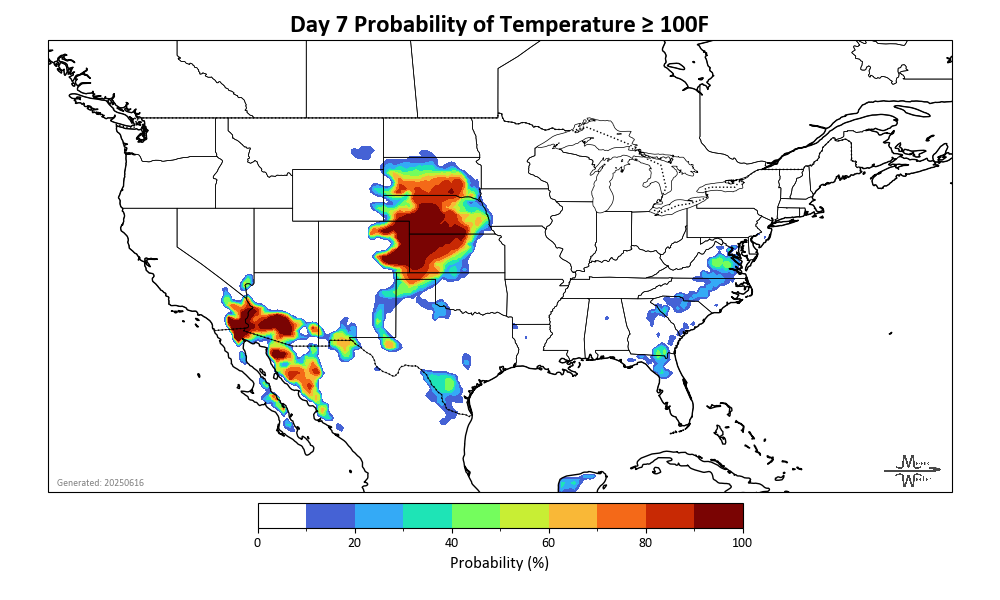 Day 7 Probability of Temperature ≥ 100F
Generated: 20250616
0 20 40 60 80 100
Probability (%)